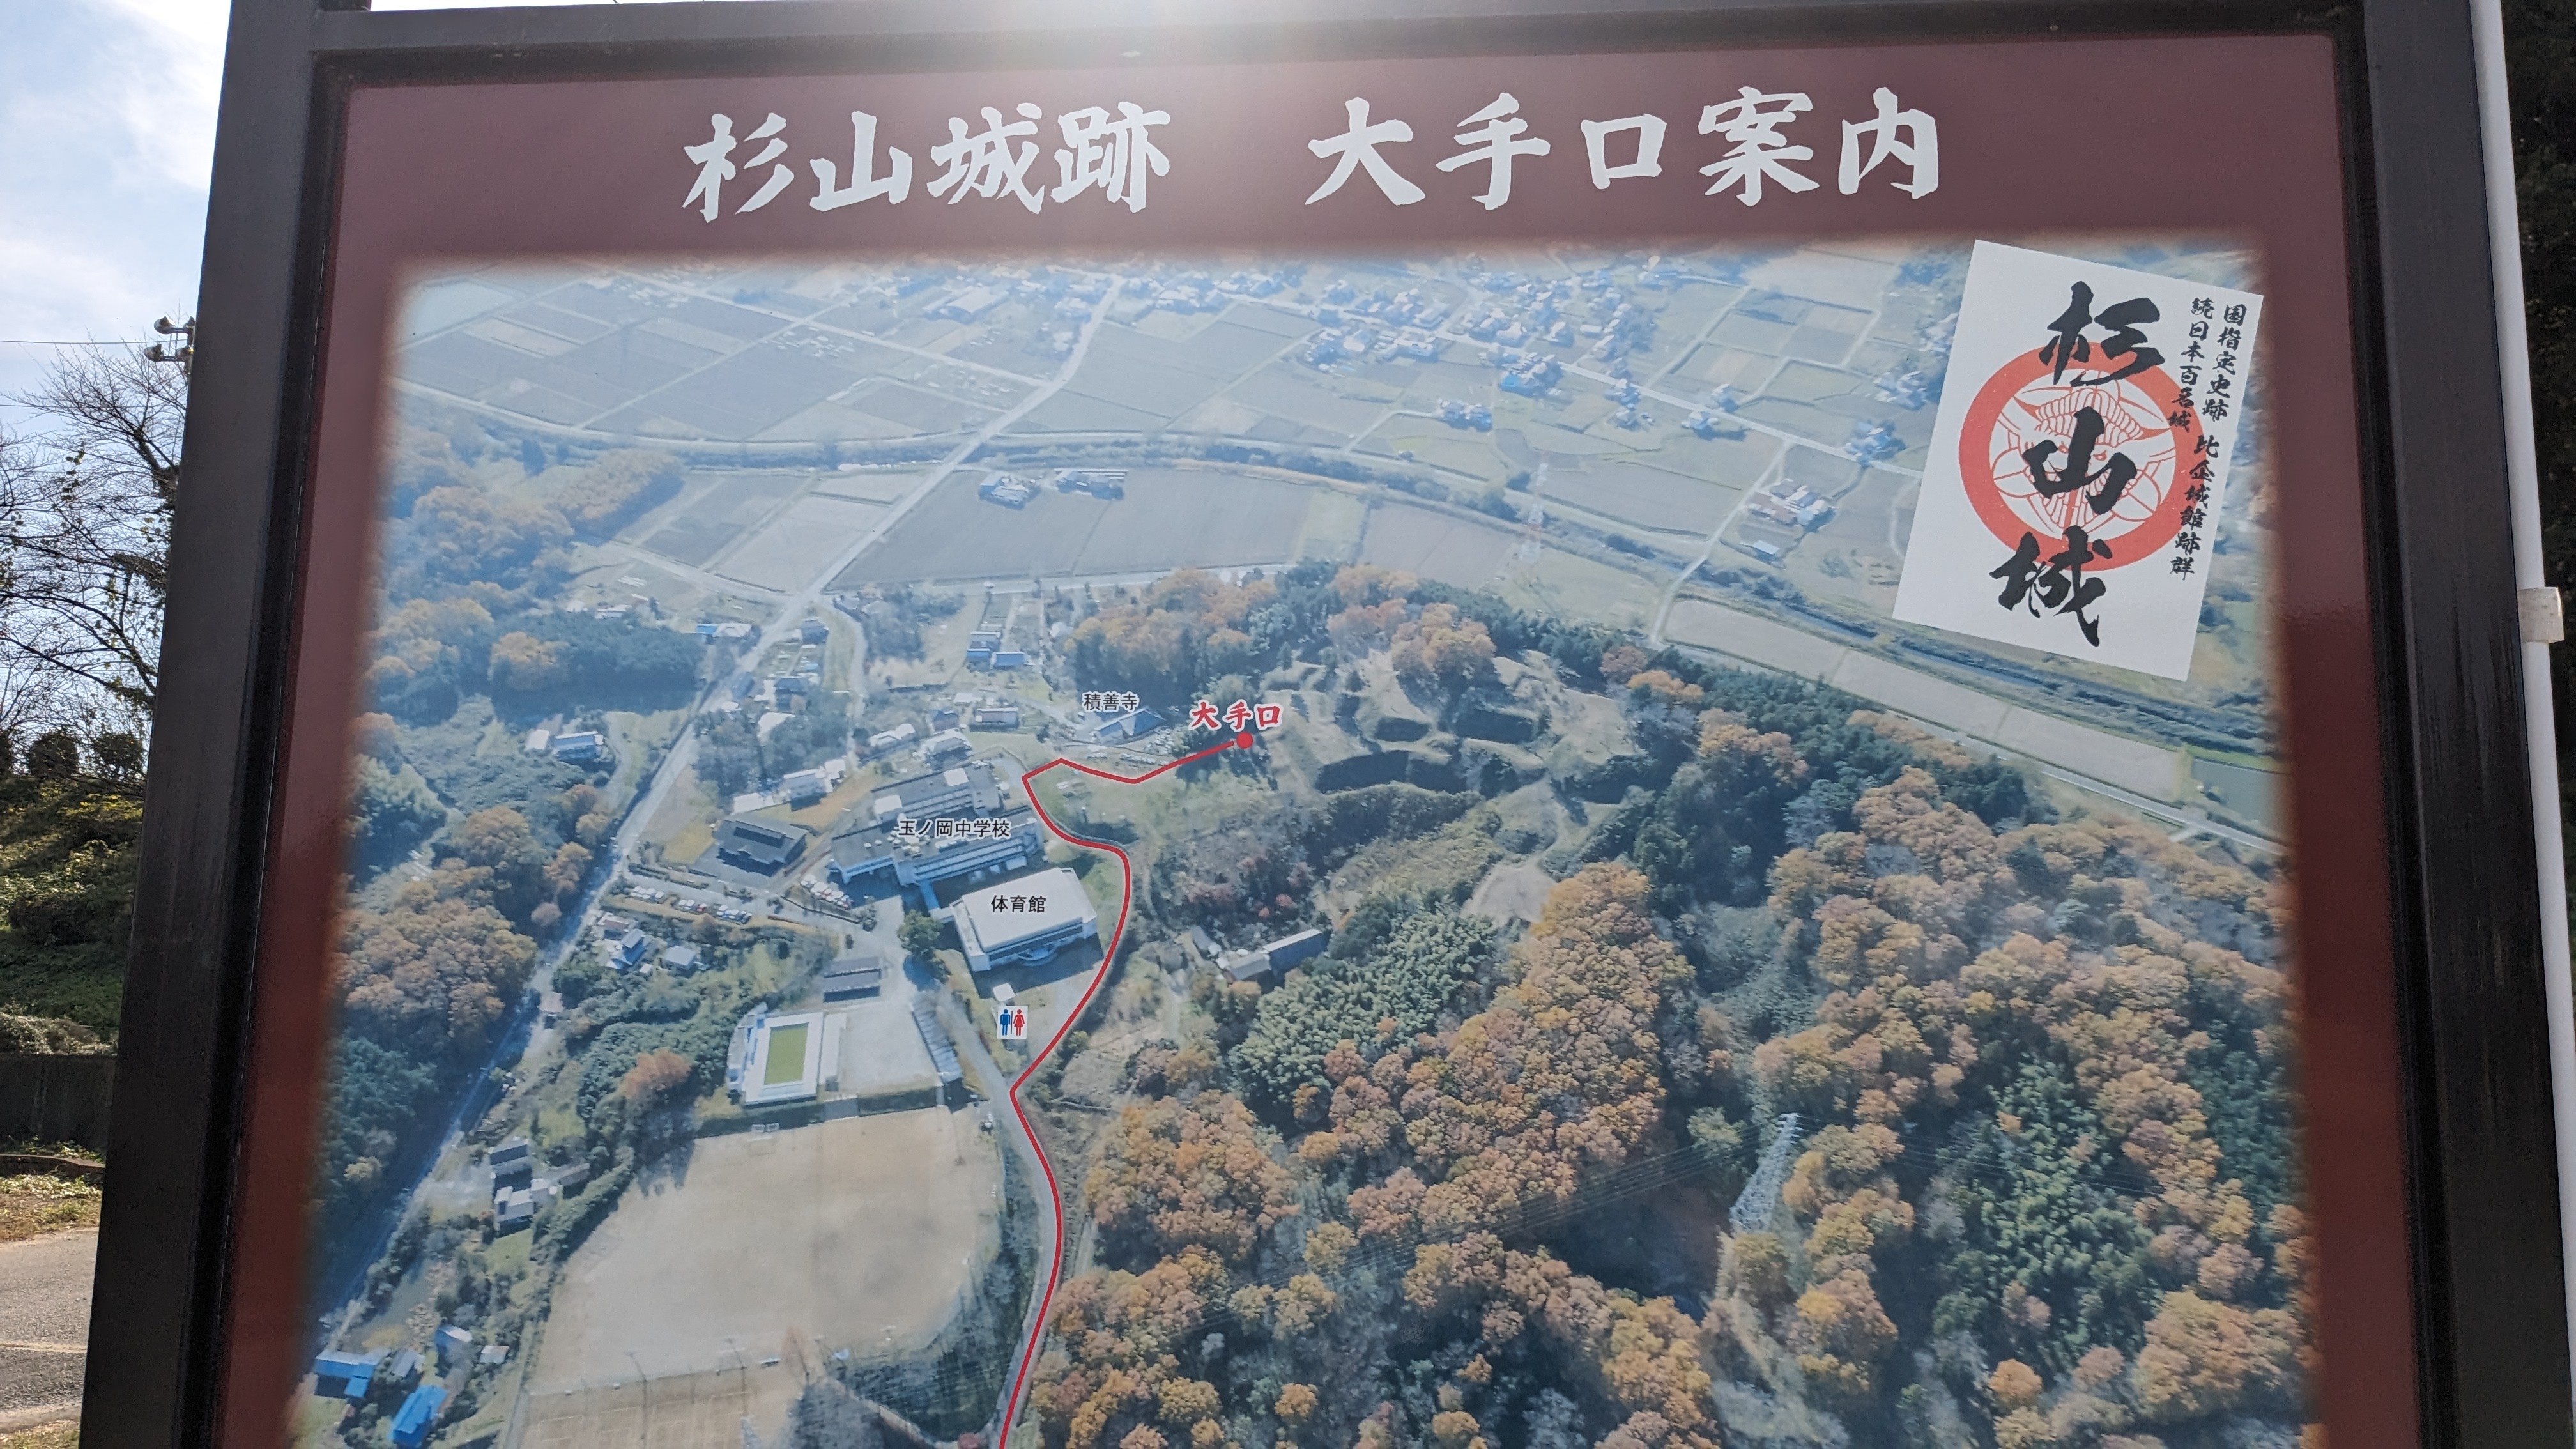 杉山城跡　大手口案内
国指定史跡
続日本百名城
比企城館跡群
杉山城
積善寺
大手口
玉ノ岡中学校
体育館